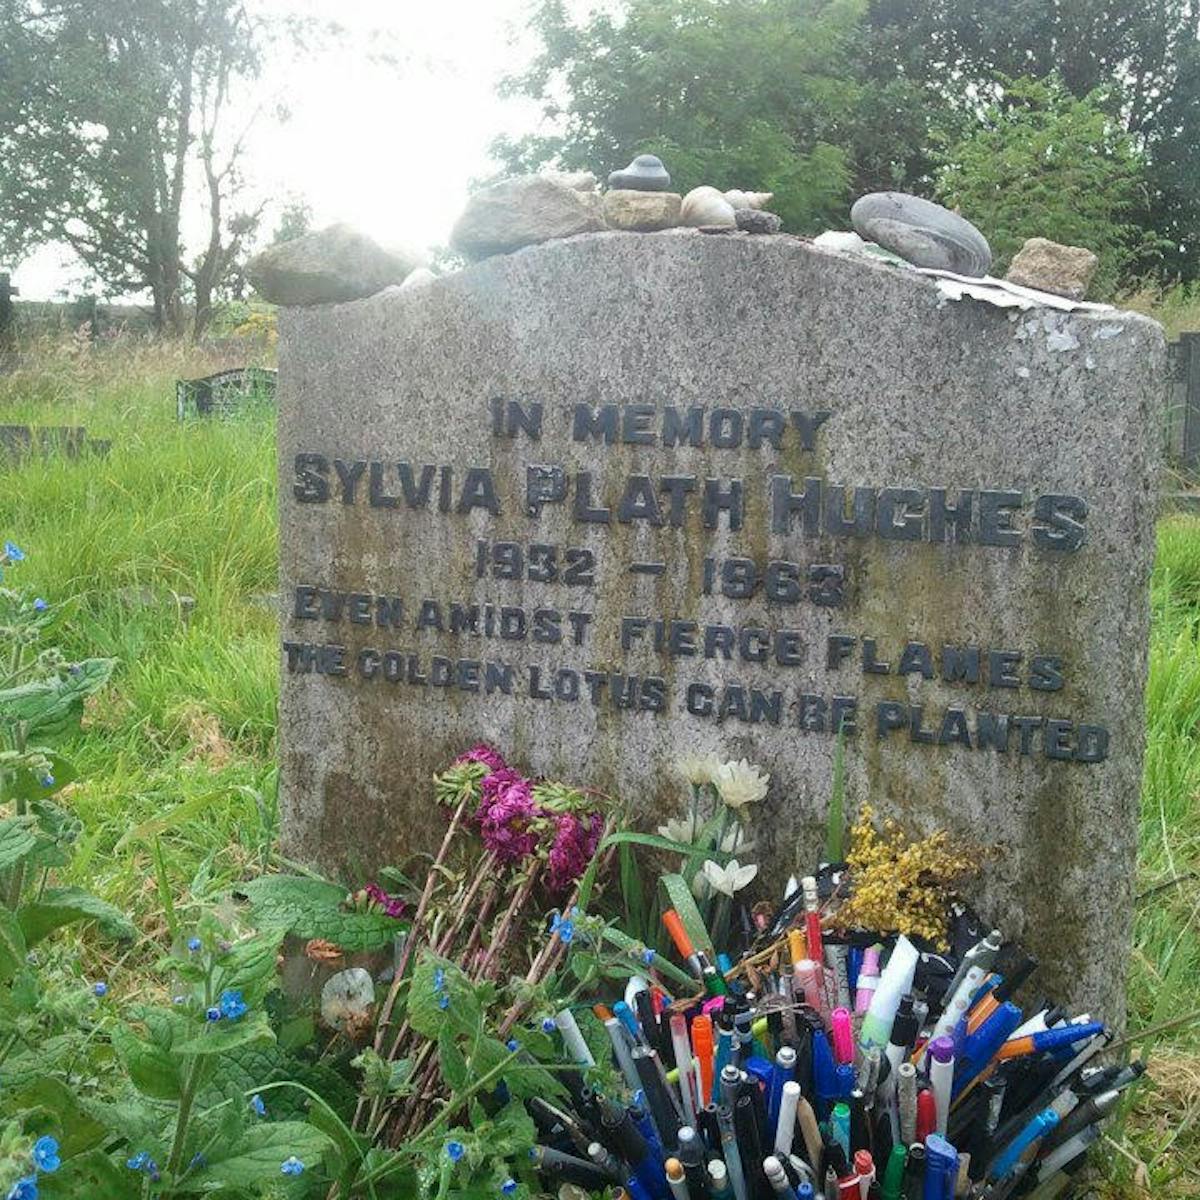 IN MEMORY
SYLVIA PLATH HUGHES
1932 - 1963
EVEN AMIDST FIERCE FLAMES
THE GOLDEN LOTUS CAN BE PLANTED